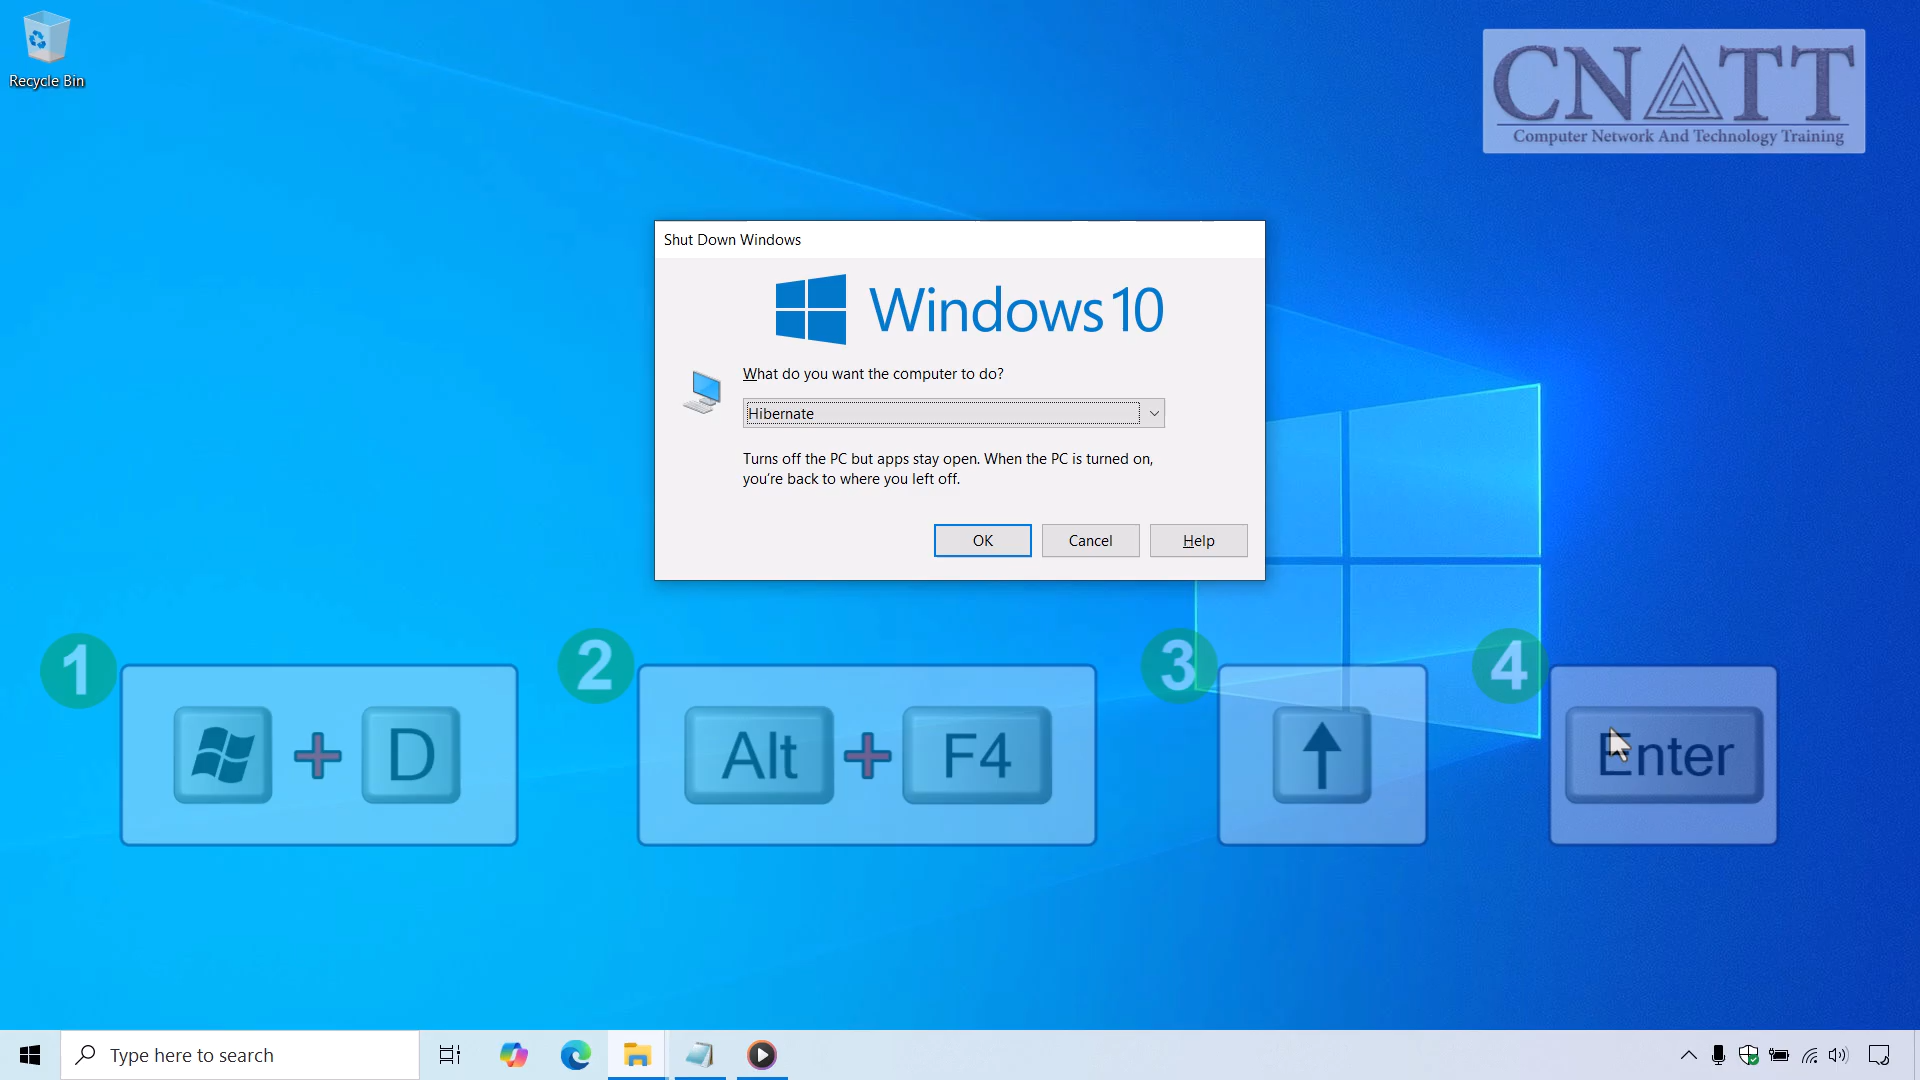 Recycle Bin
CNATT
Computer Network And Technology Training
Shut Down Windows
Windows 10
What do you want the computer to do?
Hibernate
Turns off the PC but apps stay open. When the PC is turned on,
you're back to where you left off.
OK Cancel Help
1 2 3 4
+ D Alt + F4 Enter
Type here to search